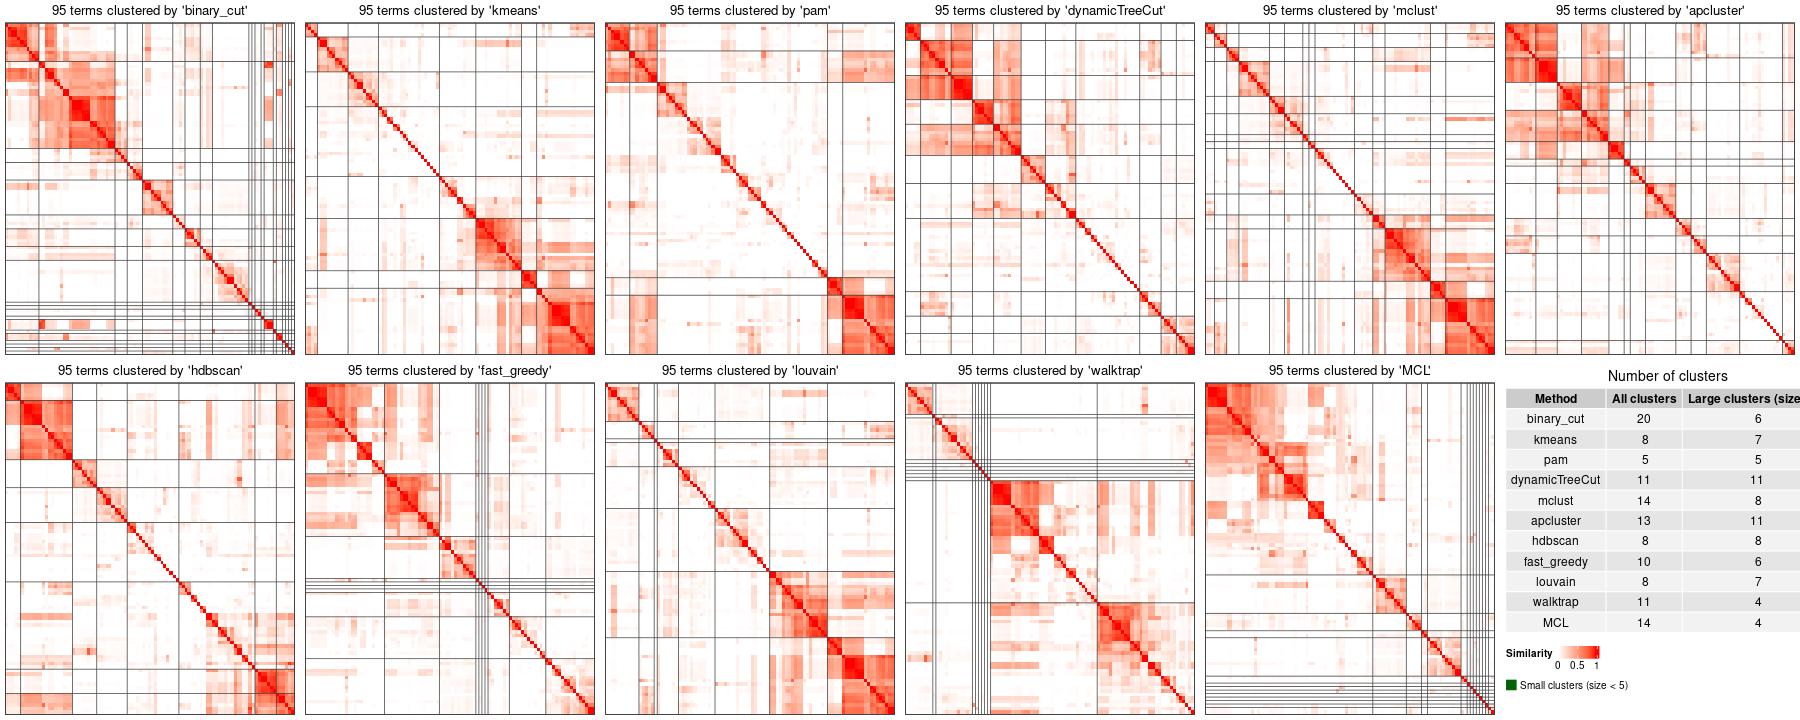 95 terms clustered by 'binary_cut'
95 terms clustered by 'kmeans'
95 terms clustered by 'pam'
95 terms clustered by 'dynamicTreeCut'
95 terms clustered by 'mclust'
95 terms clustered by 'apcluster'
95 terms clustered by 'hdbscan'
95 terms clustered by 'fast_greedy'
95 terms clustered by 'louvain'
95 terms clustered by 'walktrap'
95 terms clustered by 'MCL'
Number of clusters
Method All clusters Large clusters (size
binary_cut 20 6
kmeans 8 7
pam 5 5
dynamicTreeCut 11 11
mclust 14 8
apcluster 13 11
hdbscan 8 8
fast_greedy 10 6
louvain 8 7
walktrap 11 4
MCL 14 4
Similarity
0 0.5 1
Small clusters (size < 5)